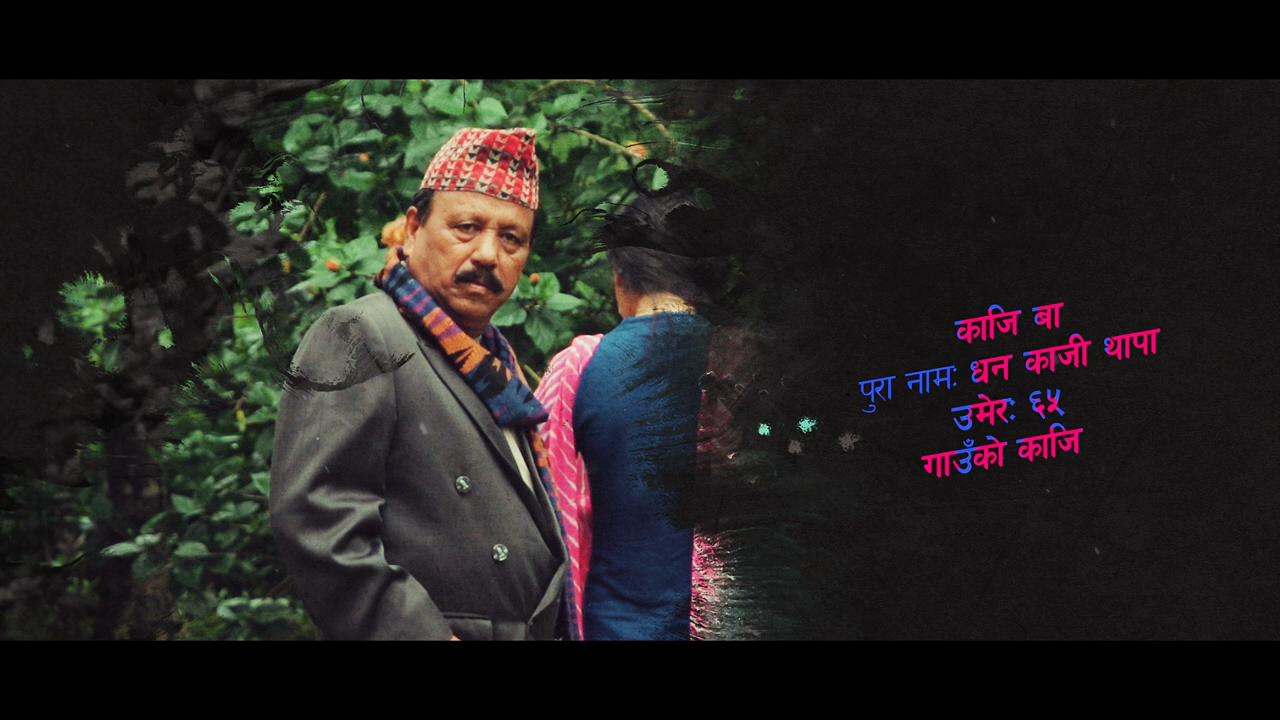 काजि बा
पुरा नामः धन काजी थापा
उमेरः ६५
गाउँको काजि